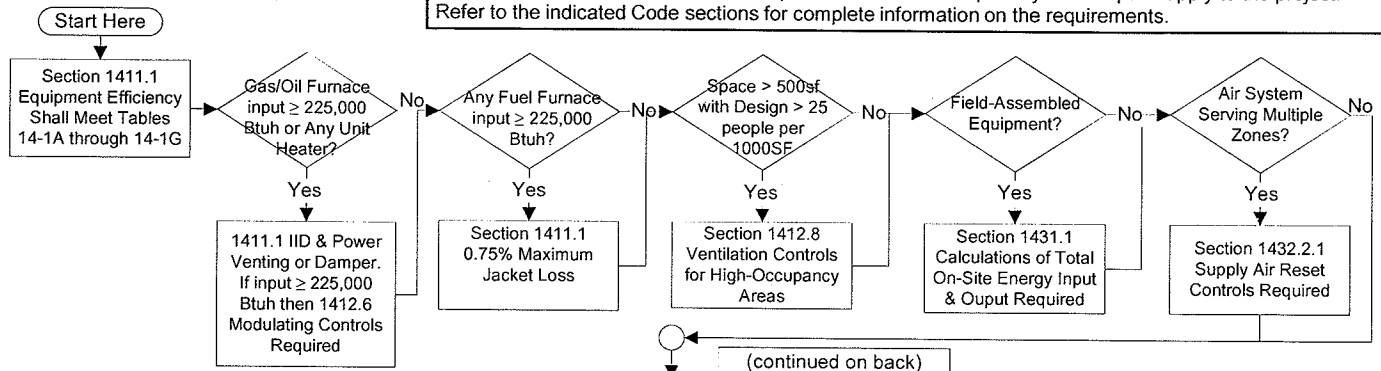 Refer to the indicated Code sections for complete information on the requirements.
Start Here
Section 1411.1
Equipment Efficiency
Shall Meet Tables
14-1A through 14-1G
Gas/Oil Furnace
input ≥ 225,000
Btuh or Any Unit
Heater?
No
Yes
1411.1 IID & Power
Venting or Damper.
If input ≥ 225,000
Btuh then 1412.6
Modulating Controls
Required
Any Fuel Furnace
input ≥ 225,000
Btuh?
No
Yes
Section 1411.1
0.75% Maximum
Jacket Loss
Space > 500sf
with Design > 25
people per
1000SF
No
Yes
Section 1412.8
Ventilation Controls
for High-Occupancy
Areas
Field-Assembled
Equipment?
No
Yes
Section 1431.1
Calculations of Total
On-Site Energy Input
& Ouput Required
Air System
Serving Multiple
Zones?
No
Yes
Section 1432.2.1
Supply Air Reset
Controls Required
(continued on back)